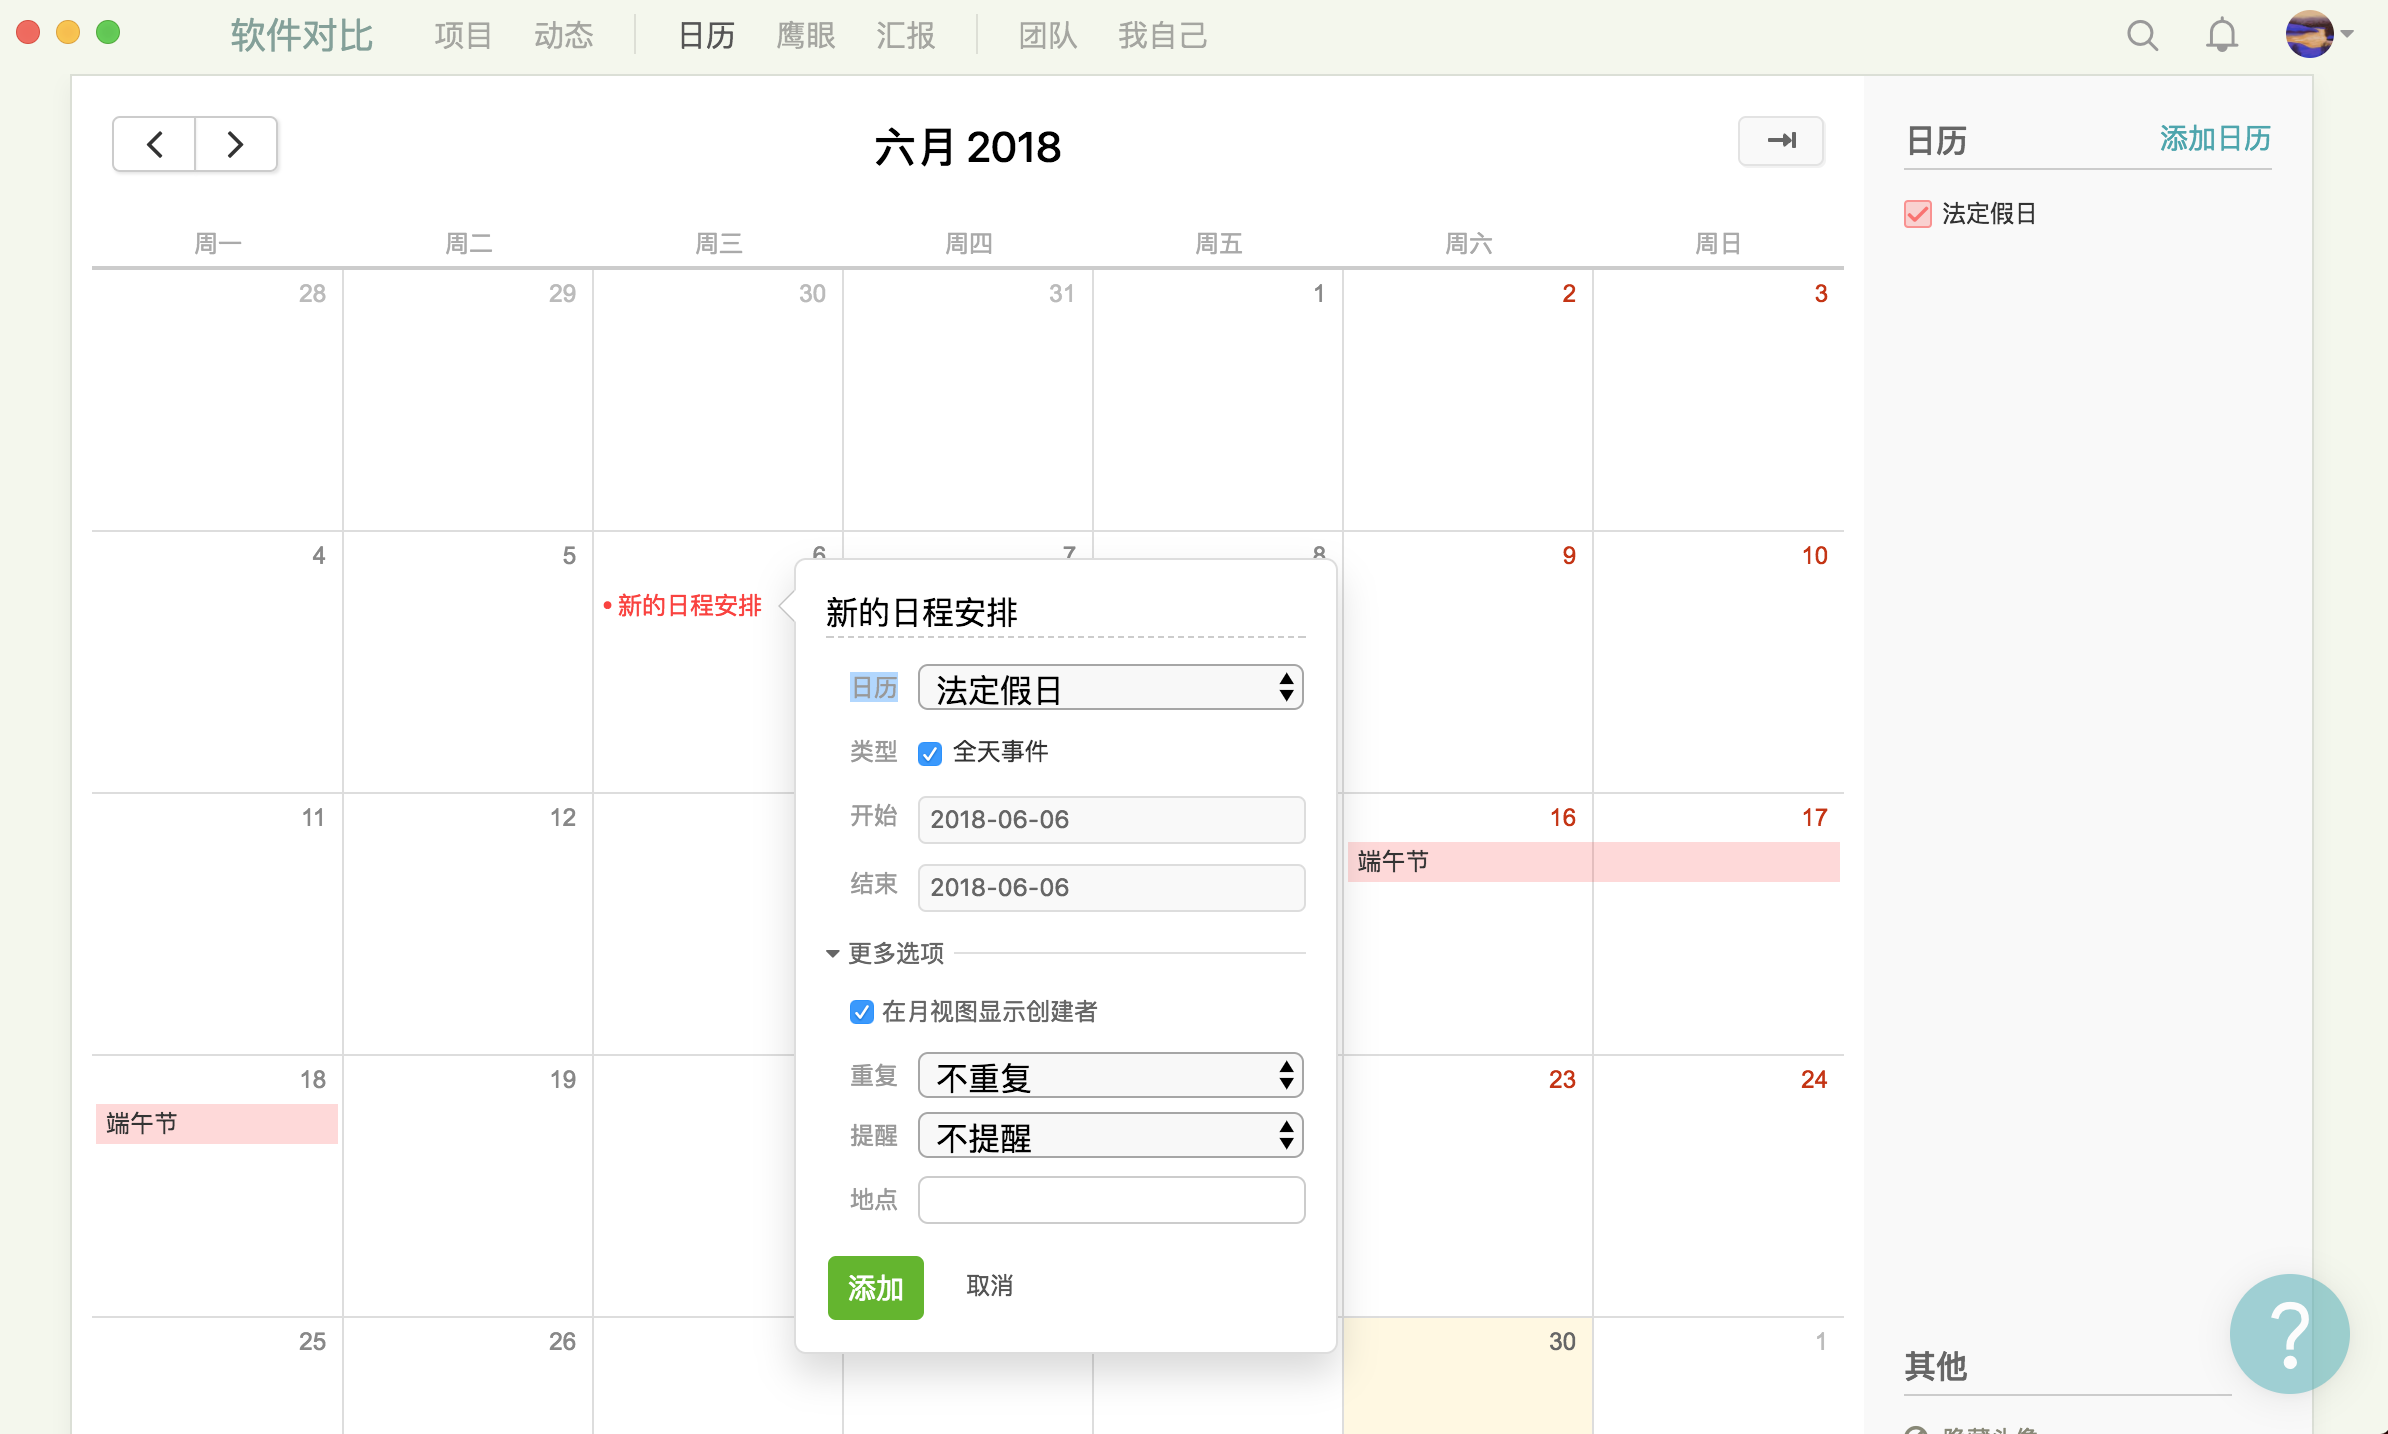 软件对比 项目 动态 日历 鹰眼 汇报 团队 我自己
六月 2018
日历 添加日历
法定假日
周一 周二 周三 周四 周五 周六 周日
28 29 30 31 1 2 3
4 5 6 7 8 9 10
• 新的日程安排
新的日程安排
日历 法定假日
类型 全天事件
开始 2018-06-06
结束 2018-06-06
更多选项
在月视图显示创建者
重复 不重复
提醒 不提醒
地点
添加 取消
11 12 16 17
端午节
18 19 23 24
端午节
25 26 30 1
其他
隐藏头像
?